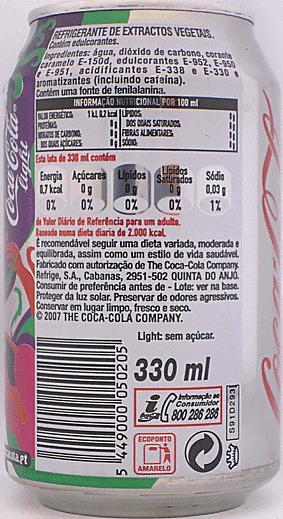 REFRIGERANTE DE EXTRACTOS VEGETAIS.
Contém edulcorantes.
Ingredientes: água, dióxido de carbono, corante
caramelo E-150d, edulcorantes E-952, E-950
e E-951, acidificantes E-338 e E-330 e
aromatizantes (incluindo cafeína).
Contém uma fonte de fenilalanina.
INFORMAÇÃO NUTRICIONAL POR 100 ml
VALOR ENERGÉTICO: 1 kJ, 0,2 kcal LÍPIDOS:
PROTEÍNAS: DOS QUAIS SATURADOS:
HIDRATOS DE CARBONO: FIBRAS ALIMENTARES:
DOS QUAIS, AÇÚCARES: SÓDIO:
Esta lata de 330 ml contém
Energia Açúcares Lípidos Lípidos Saturados Sódio
0,7 kcal 0 g 0 g 0 g 0,03 g
0% 0% 0% 0% 1%
do Valor Diário de Referência para um adulto.
Baseado numa dieta diária de 2.000 kcal.
É recomendável seguir uma dieta variada, moderada e
equilibrada, assim como um estilo de vida saudável.
Fabricado com autorização de The Coca-Cola Company,
Refrige, S.A., Cabanas, 2951-502 QUINTA DO ANJO.
Consumir de preferência antes de - Lote: ver na base.
Proteger da luz solar. Preservar de odores agressivos.
Conservar em lugar limpo, fresco e seco.
© 2007 THE COCA-COLA COMPANY.
Light: sem açúcar.
330 ml
Informação ao
Consumidor
800 286 286
ECOPONTO
AMARELO
S91D293
5 449000 050205
Coca-Cola
light